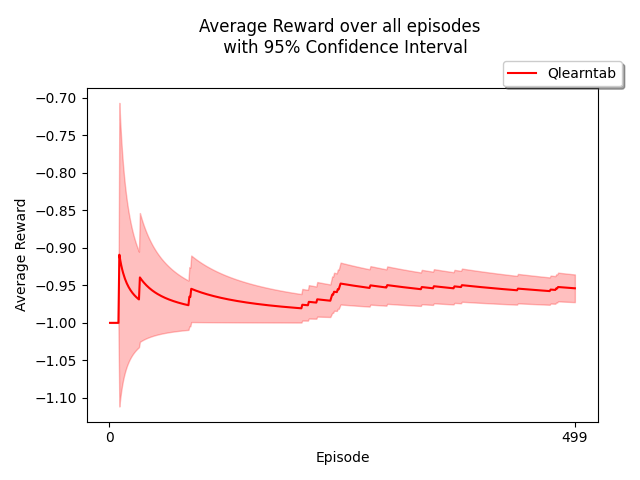 Average Reward over all episodes
with 95% Confidence Interval
Qlearntab
−0.70
−0.75
−0.80
−0.85
−0.90
−0.95
−1.00
−1.05
−1.10
Average Reward
0
499
Episode